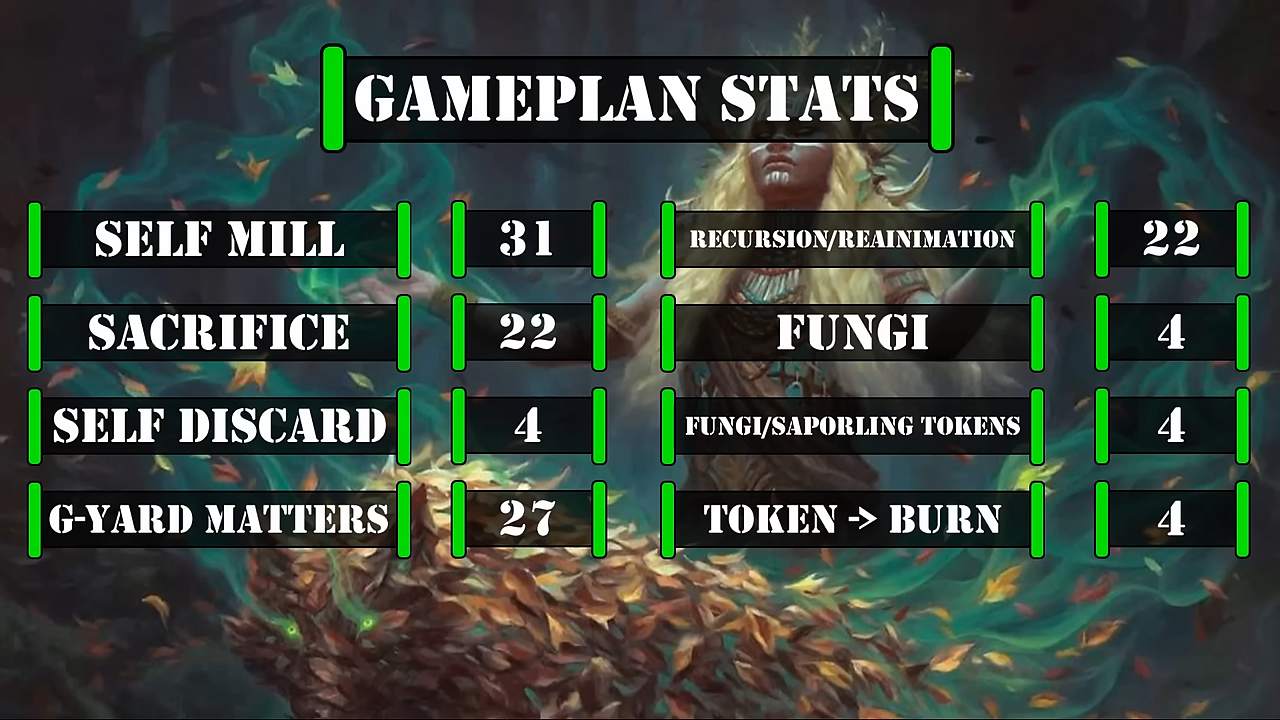 GAMEPLAN STATS
SELF MILL 31 RECURSION/REAINIMATION 22
SACRIFICE 22 FUNGI 4
SELF DISCARD 4 FUNGI/SAPORLING TOKENS 4
G-YARD MATTERS 27 TOKEN -> BURN 4